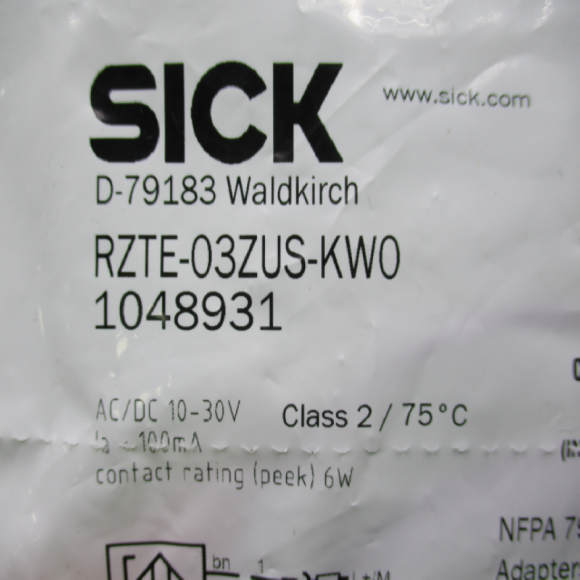 SICK
www.sick.com
D-79183 Waldkirch
RZTE-03ZUS-KW0
1048931
AC/DC 10-30V Class 2 / 75°C
100mA
contact rating (peek) 6W
NFPA 79
Adapter
bn 1
L+/M